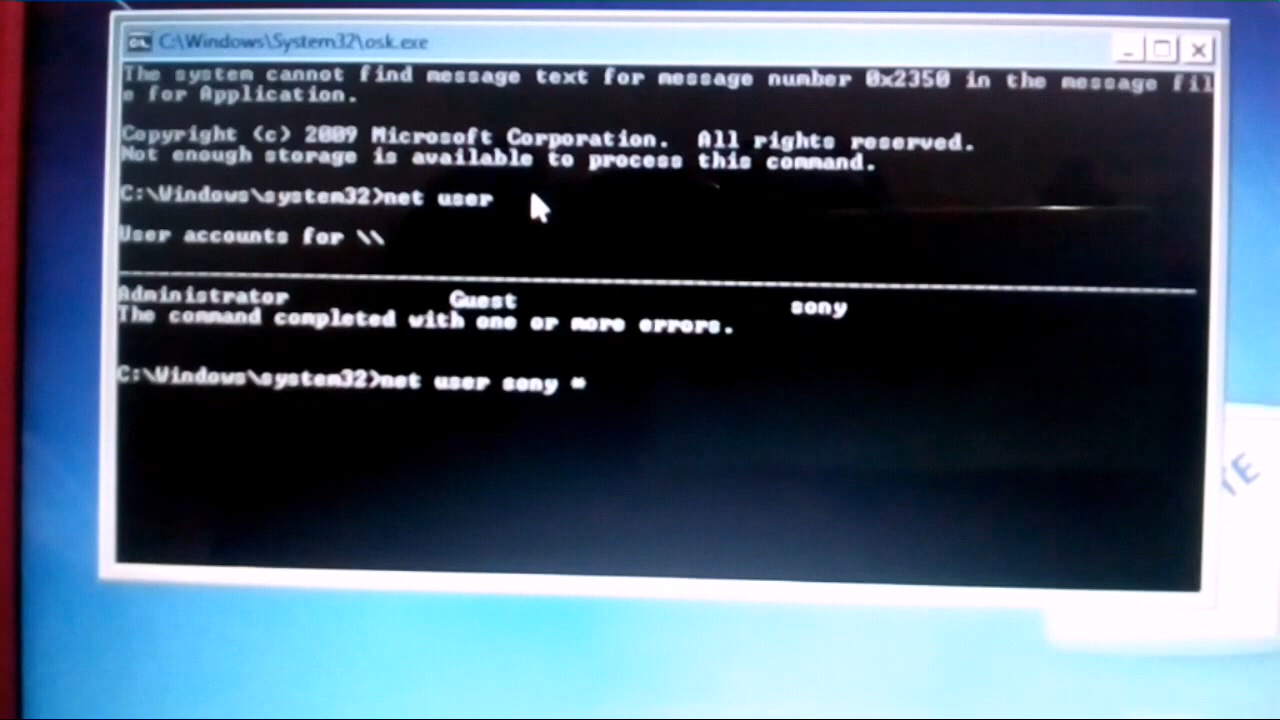 C:\Windows\System32\osk.exe
The system cannot find message text for message number 0x2350 in the message fil
e for Application.
Copyright (c) 2009 Microsoft Corporation.  All rights reserved.
Not enough storage is available to process this command.
C:\Windows\system32>net user
User accounts for \\
Administrator Guest sony
The command completed with one or more errors.
C:\Windows\system32>net user sony *
TE